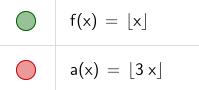 f(x) = ⌊x⌋
a(x) = ⌊3 x⌋